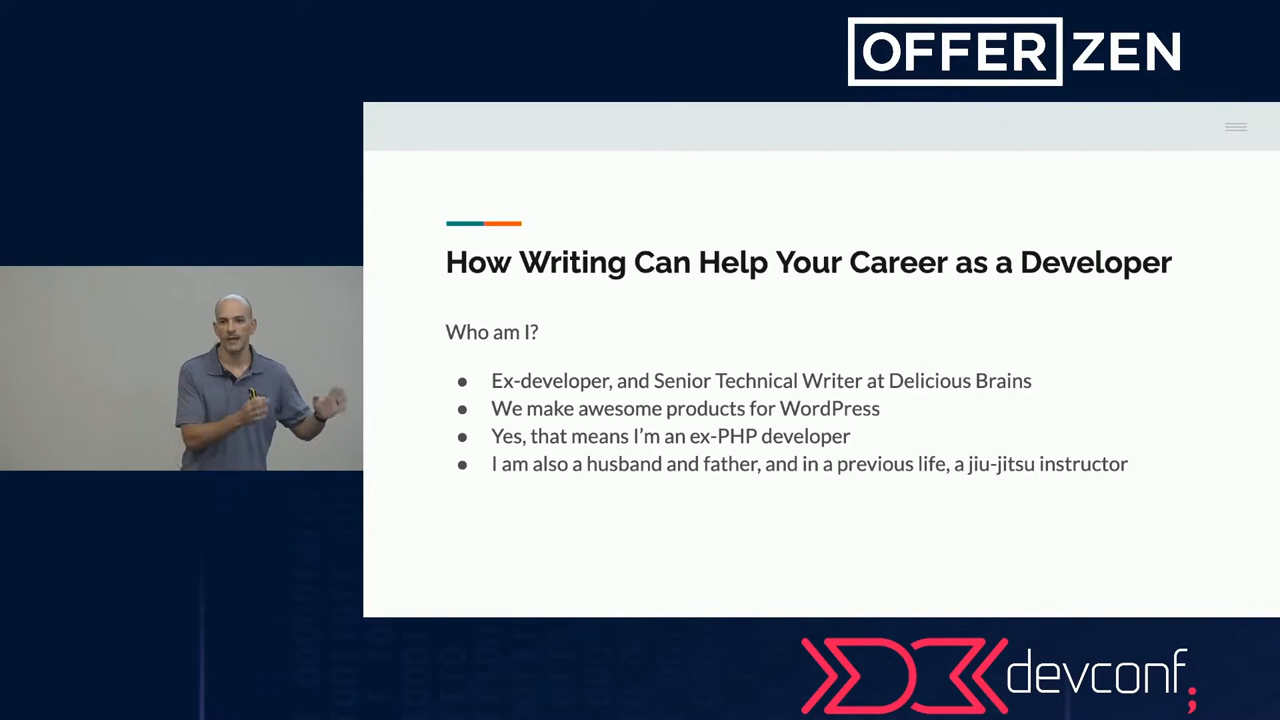 OFFERZEN
How Writing Can Help Your Career as a Developer
Who am I?
● Ex-developer, and Senior Technical Writer at Delicious Brains
● We make awesome products for WordPress
● Yes, that means I'm an ex-PHP developer
● I am also a husband and father, and in a previous life, a jiu-jitsu instructor
devconf;